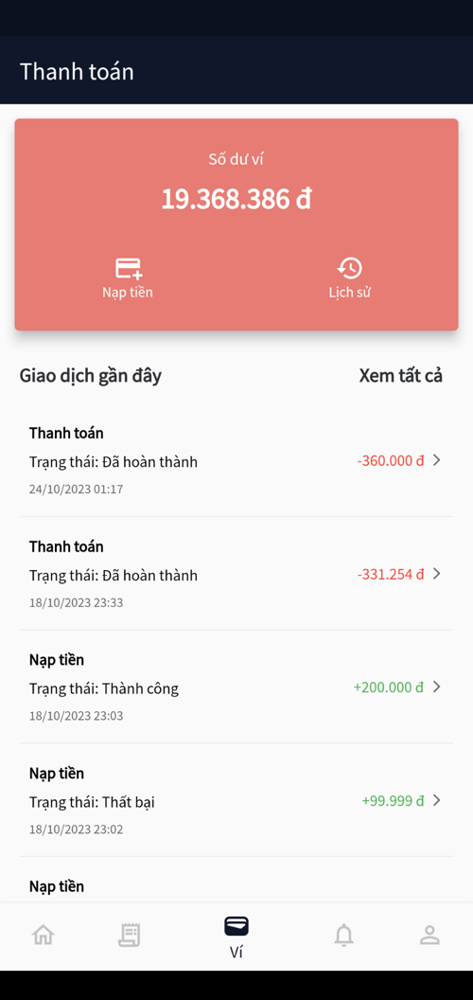 Thanh toán
Số dư ví
19.368.386 đ
Nạp tiền
Lịch sử
Giao dịch gần đây
Xem tất cả
Thanh toán
Trạng thái: Đã hoàn thành
-360.000 đ
24/10/2023 01:17
Thanh toán
Trạng thái: Đã hoàn thành
-331.254 đ
18/10/2023 23:33
Nạp tiền
Trạng thái: Thành công
+200.000 đ
18/10/2023 23:03
Nạp tiền
Trạng thái: Thất bại
+99.999 đ
18/10/2023 23:02
Nạp tiền
Ví